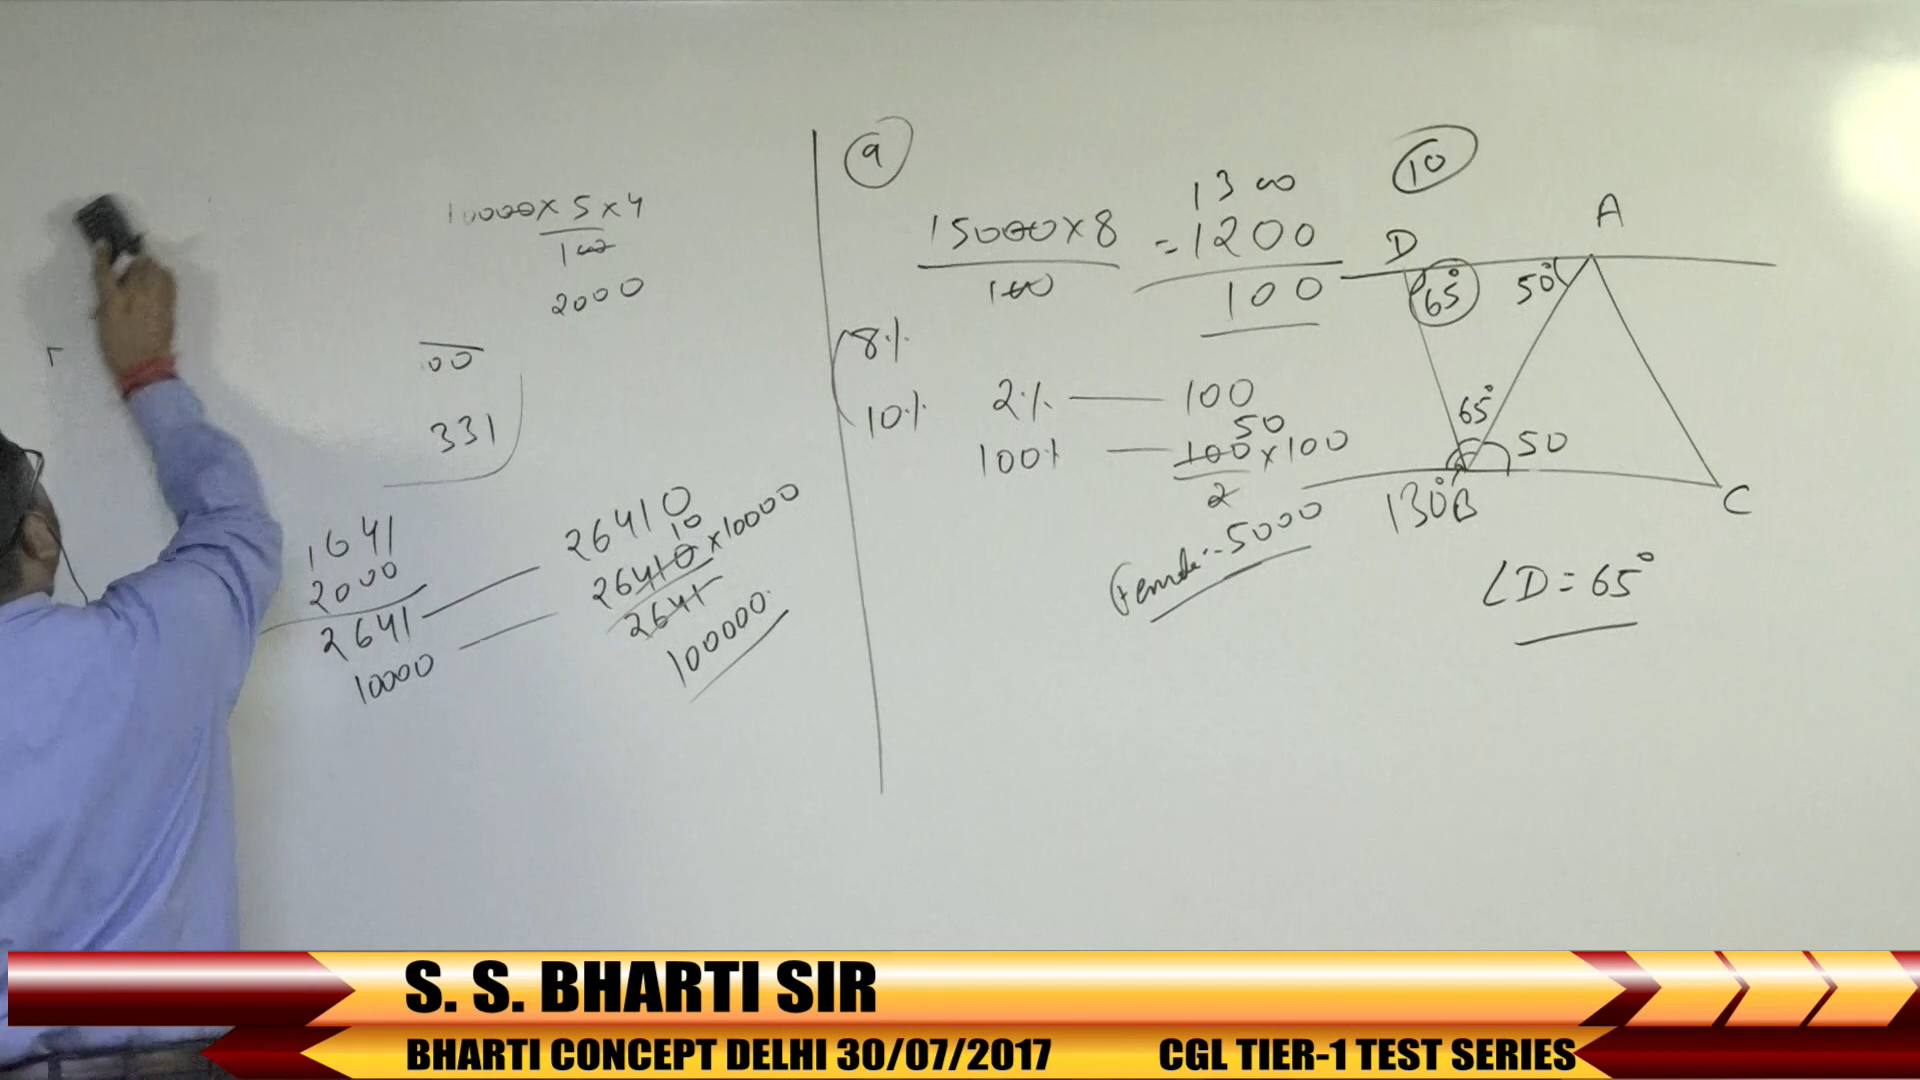 10000 × 5 × 4
100
2000
00
331
1641
2000
2641
10000
26410
10
26410 × 10000
2641
100000
9
15000 × 8
100
1300
= 1200
100
8%
10%
2% — 100
50
100% — 100 × 100
2
Female :- 5000
10
A
D
65°
50°
65°
50
130°
B
C
∠D = 65°
S. S. BHARTI SIR
BHARTI CONCEPT DELHI 30/07/2017 CGL TIER-1 TEST SERIES